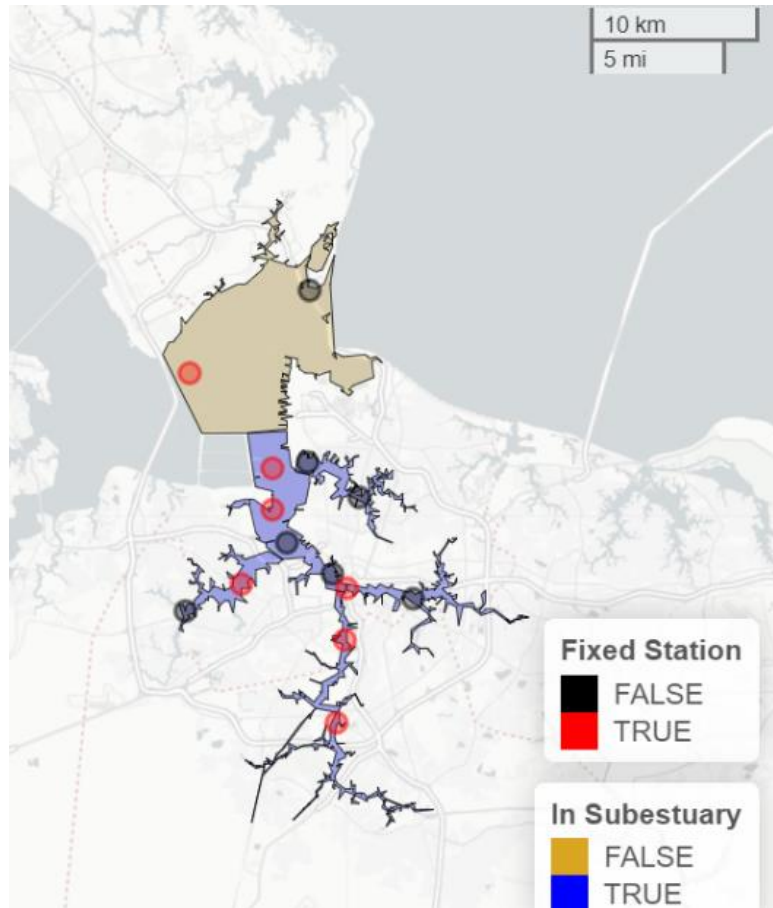 10 km
5 mi
Fixed Station
FALSE
TRUE
In Subestuary
FALSE
TRUE